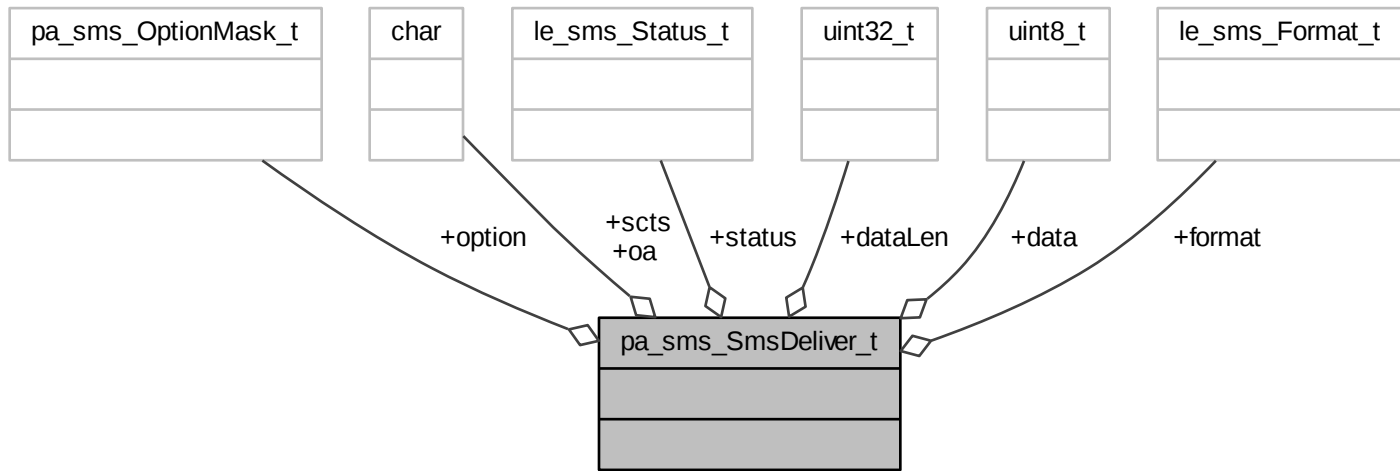 pa_sms_OptionMask_t
char
le_sms_Status_t
uint32_t
uint8_t
le_sms_Format_t
+option
+scts
+oa
+status
+dataLen
+data
+format
pa_sms_SmsDeliver_t